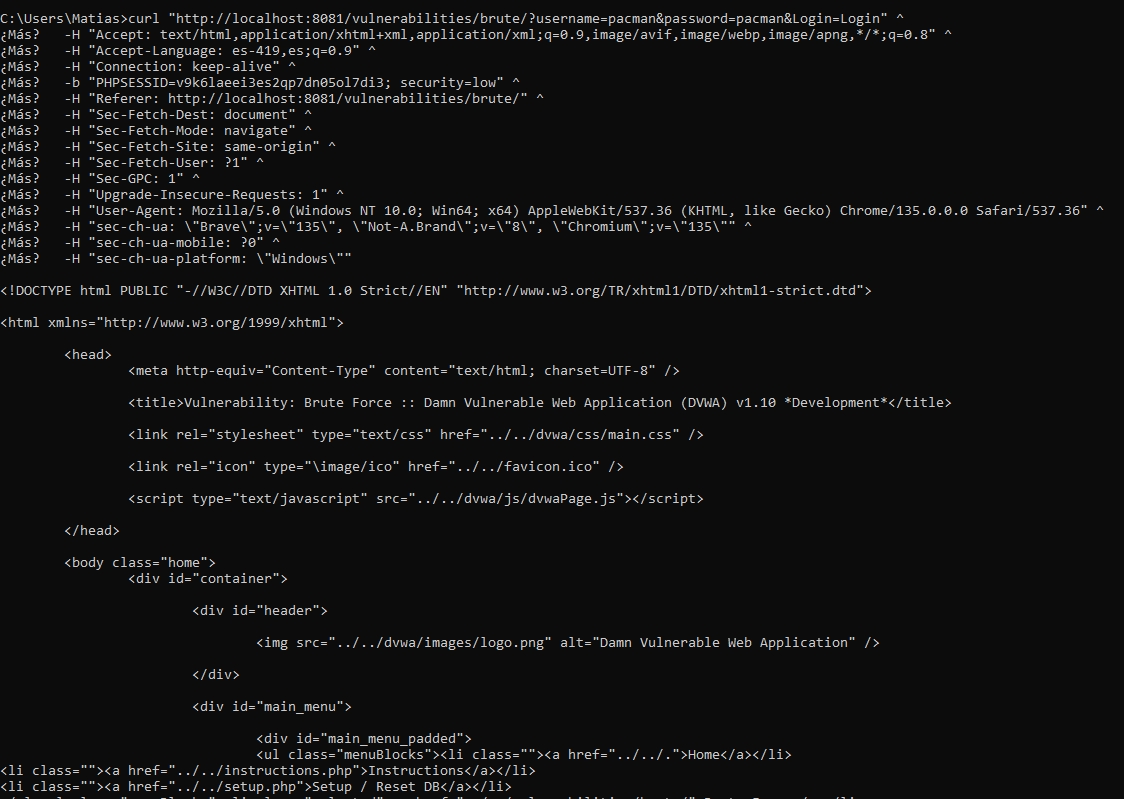 C:\Users\Matias>curl "http://localhost:8081/vulnerabilities/brute/?username=pacman&password=pacman&Login=Login" ^
¿Más?   -H "Accept: text/html,application/xhtml+xml,application/xml;q=0.9,image/avif,image/webp,image/apng,*/*;q=0.8" ^
¿Más?   -H "Accept-Language: es-419,es;q=0.9" ^
¿Más?   -H "Connection: keep-alive" ^
¿Más?   -b "PHPSESSID=v9k6laeei3es2qp7dn05ol7di3; security=low" ^
¿Más?   -H "Referer: http://localhost:8081/vulnerabilities/brute/" ^
¿Más?   -H "Sec-Fetch-Dest: document" ^
¿Más?   -H "Sec-Fetch-Mode: navigate" ^
¿Más?   -H "Sec-Fetch-Site: same-origin" ^
¿Más?   -H "Sec-Fetch-User: ?1" ^
¿Más?   -H "Sec-GPC: 1" ^
¿Más?   -H "Upgrade-Insecure-Requests: 1" ^
¿Más?   -H "User-Agent: Mozilla/5.0 (Windows NT 10.0; Win64; x64) AppleWebKit/537.36 (KHTML, like Gecko) Chrome/135.0.0.0 Safari/537.36" ^
¿Más?   -H "sec-ch-ua: \"Brave\";v=\"135\", \"Not-A.Brand\";v=\"8\", \"Chromium\";v=\"135\"" ^
¿Más?   -H "sec-ch-ua-mobile: ?0" ^
¿Más?   -H "sec-ch-ua-platform: \"Windows\""
<!DOCTYPE html PUBLIC "-//W3C//DTD XHTML 1.0 Strict//EN" "http://www.w3.org/TR/xhtml1/DTD/xhtml1-strict.dtd">
<html xmlns="http://www.w3.org/1999/xhtml">
<head>
<meta http-equiv="Content-Type" content="text/html; charset=UTF-8" />
<title>Vulnerability: Brute Force :: Damn Vulnerable Web Application (DVWA) v1.10 *Development*</title>
<link rel="stylesheet" type="text/css" href="../../dvwa/css/main.css" />
<link rel="icon" type="\image/ico" href="../../favicon.ico" />
<script type="text/javascript" src="../../dvwa/js/dvwaPage.js"></script>
</head>
<body class="home">
<div id="container">
<div id="header">
<img src="../../dvwa/images/logo.png" alt="Damn Vulnerable Web Application" />
</div>
<div id="main_menu">
<div id="main_menu_padded">
<ul class="menuBlocks"><li class=""><a href="../../.">Home</a></li>
<li class=""><a href="../../instructions.php">Instructions</a></li>
<li class=""><a href="../../setup.php">Setup / Reset DB</a></li>